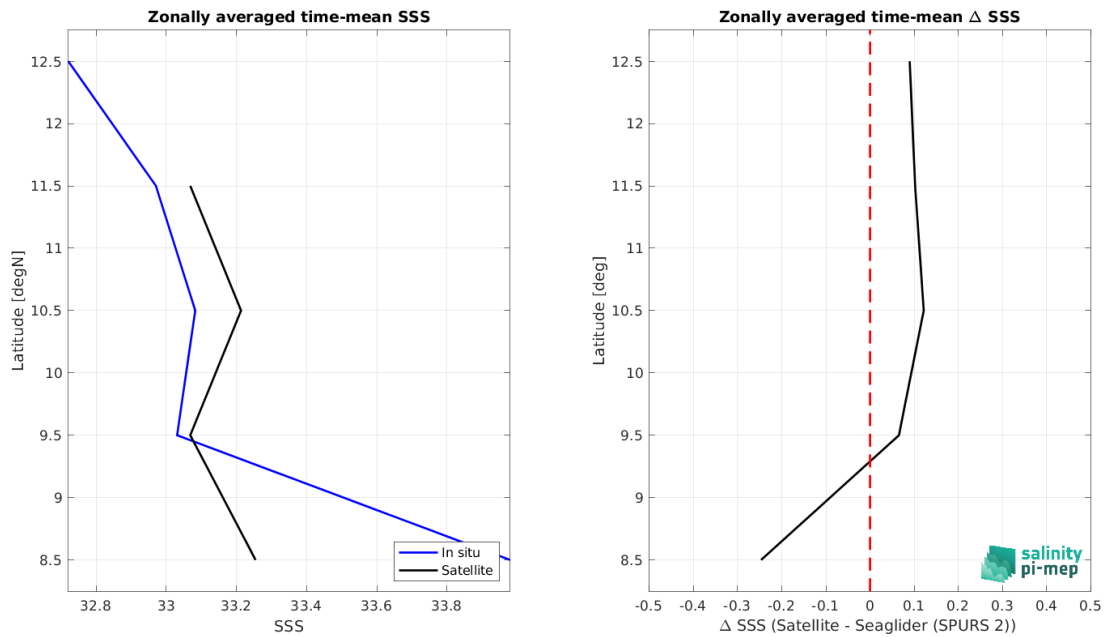 Zonally averaged time-mean SSS
12.5
12
11.5
11
10.5
10
9.5
9
8.5
Latitude [degN]
32.8 33 33.2 33.4 33.6 33.8
SSS
In situ
Satellite
Zonally averaged time-mean Δ SSS
12.5
12
11.5
11
10.5
10
9.5
9
8.5
Latitude [deg]
-0.5 -0.4 -0.3 -0.2 -0.1 0 0.1 0.2 0.3 0.4 0.5
Δ SSS (Satellite - Seaglider (SPURS 2))
salinity
pi-mep